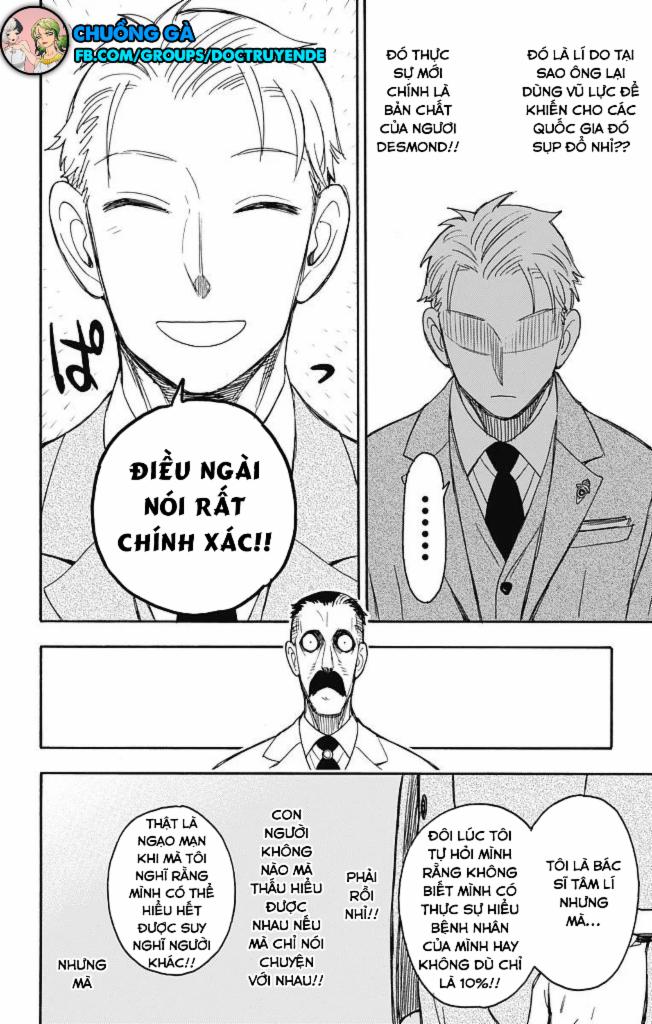 CHUỒNG GÀ
FB.COM/GROUPS/DOCTRUYENDE
ĐÓ LÀ LÍ DO TẠI
SAO ÔNG LẠI
DÙNG VŨ LỰC ĐỂ
KHIẾN CHO CÁC
QUỐC GIA ĐÓ
SỤP ĐỔ NHỈ??
ĐÓ THỰC
SỰ MỚI
CHÍNH LÀ
BẢN CHẤT
CỦA NGƯƠI
DESMOND!!
......
ĐIỀU NGÀI
NÓI RẤT
CHÍNH XÁC!!
TÔI LÀ BÁC
SĨ TÂM LÍ
NHƯNG
MÀ...
ĐÔI LÚC TÔI
TỰ HỎI MÌNH
RẰNG KHÔNG
BIẾT MÌNH CÓ
THỰC SỰ HIỂU
BỆNH NHÂN
CỦA MÌNH HAY
KHÔNG DÙ CHỈ
LÀ 10%!!
PHẢI
RỒI
NHỈ!!
CON
NGƯỜI
KHÔNG
NÀO MÀ
THẤU HIỂU
ĐƯỢC
NHAU NẾU
MÀ CHỈ NÓI
CHUYỆN
VỚI NHAU!!
THẬT LÀ
NGẠO MẠN
KHI MÀ TÔI
NGHĨ RẰNG
MÌNH CÓ THỂ
HIỂU HẾT
ĐƯỢC SUY
NGHĨ NGƯỜI
KHÁC!!
NHƯNG
MÀ